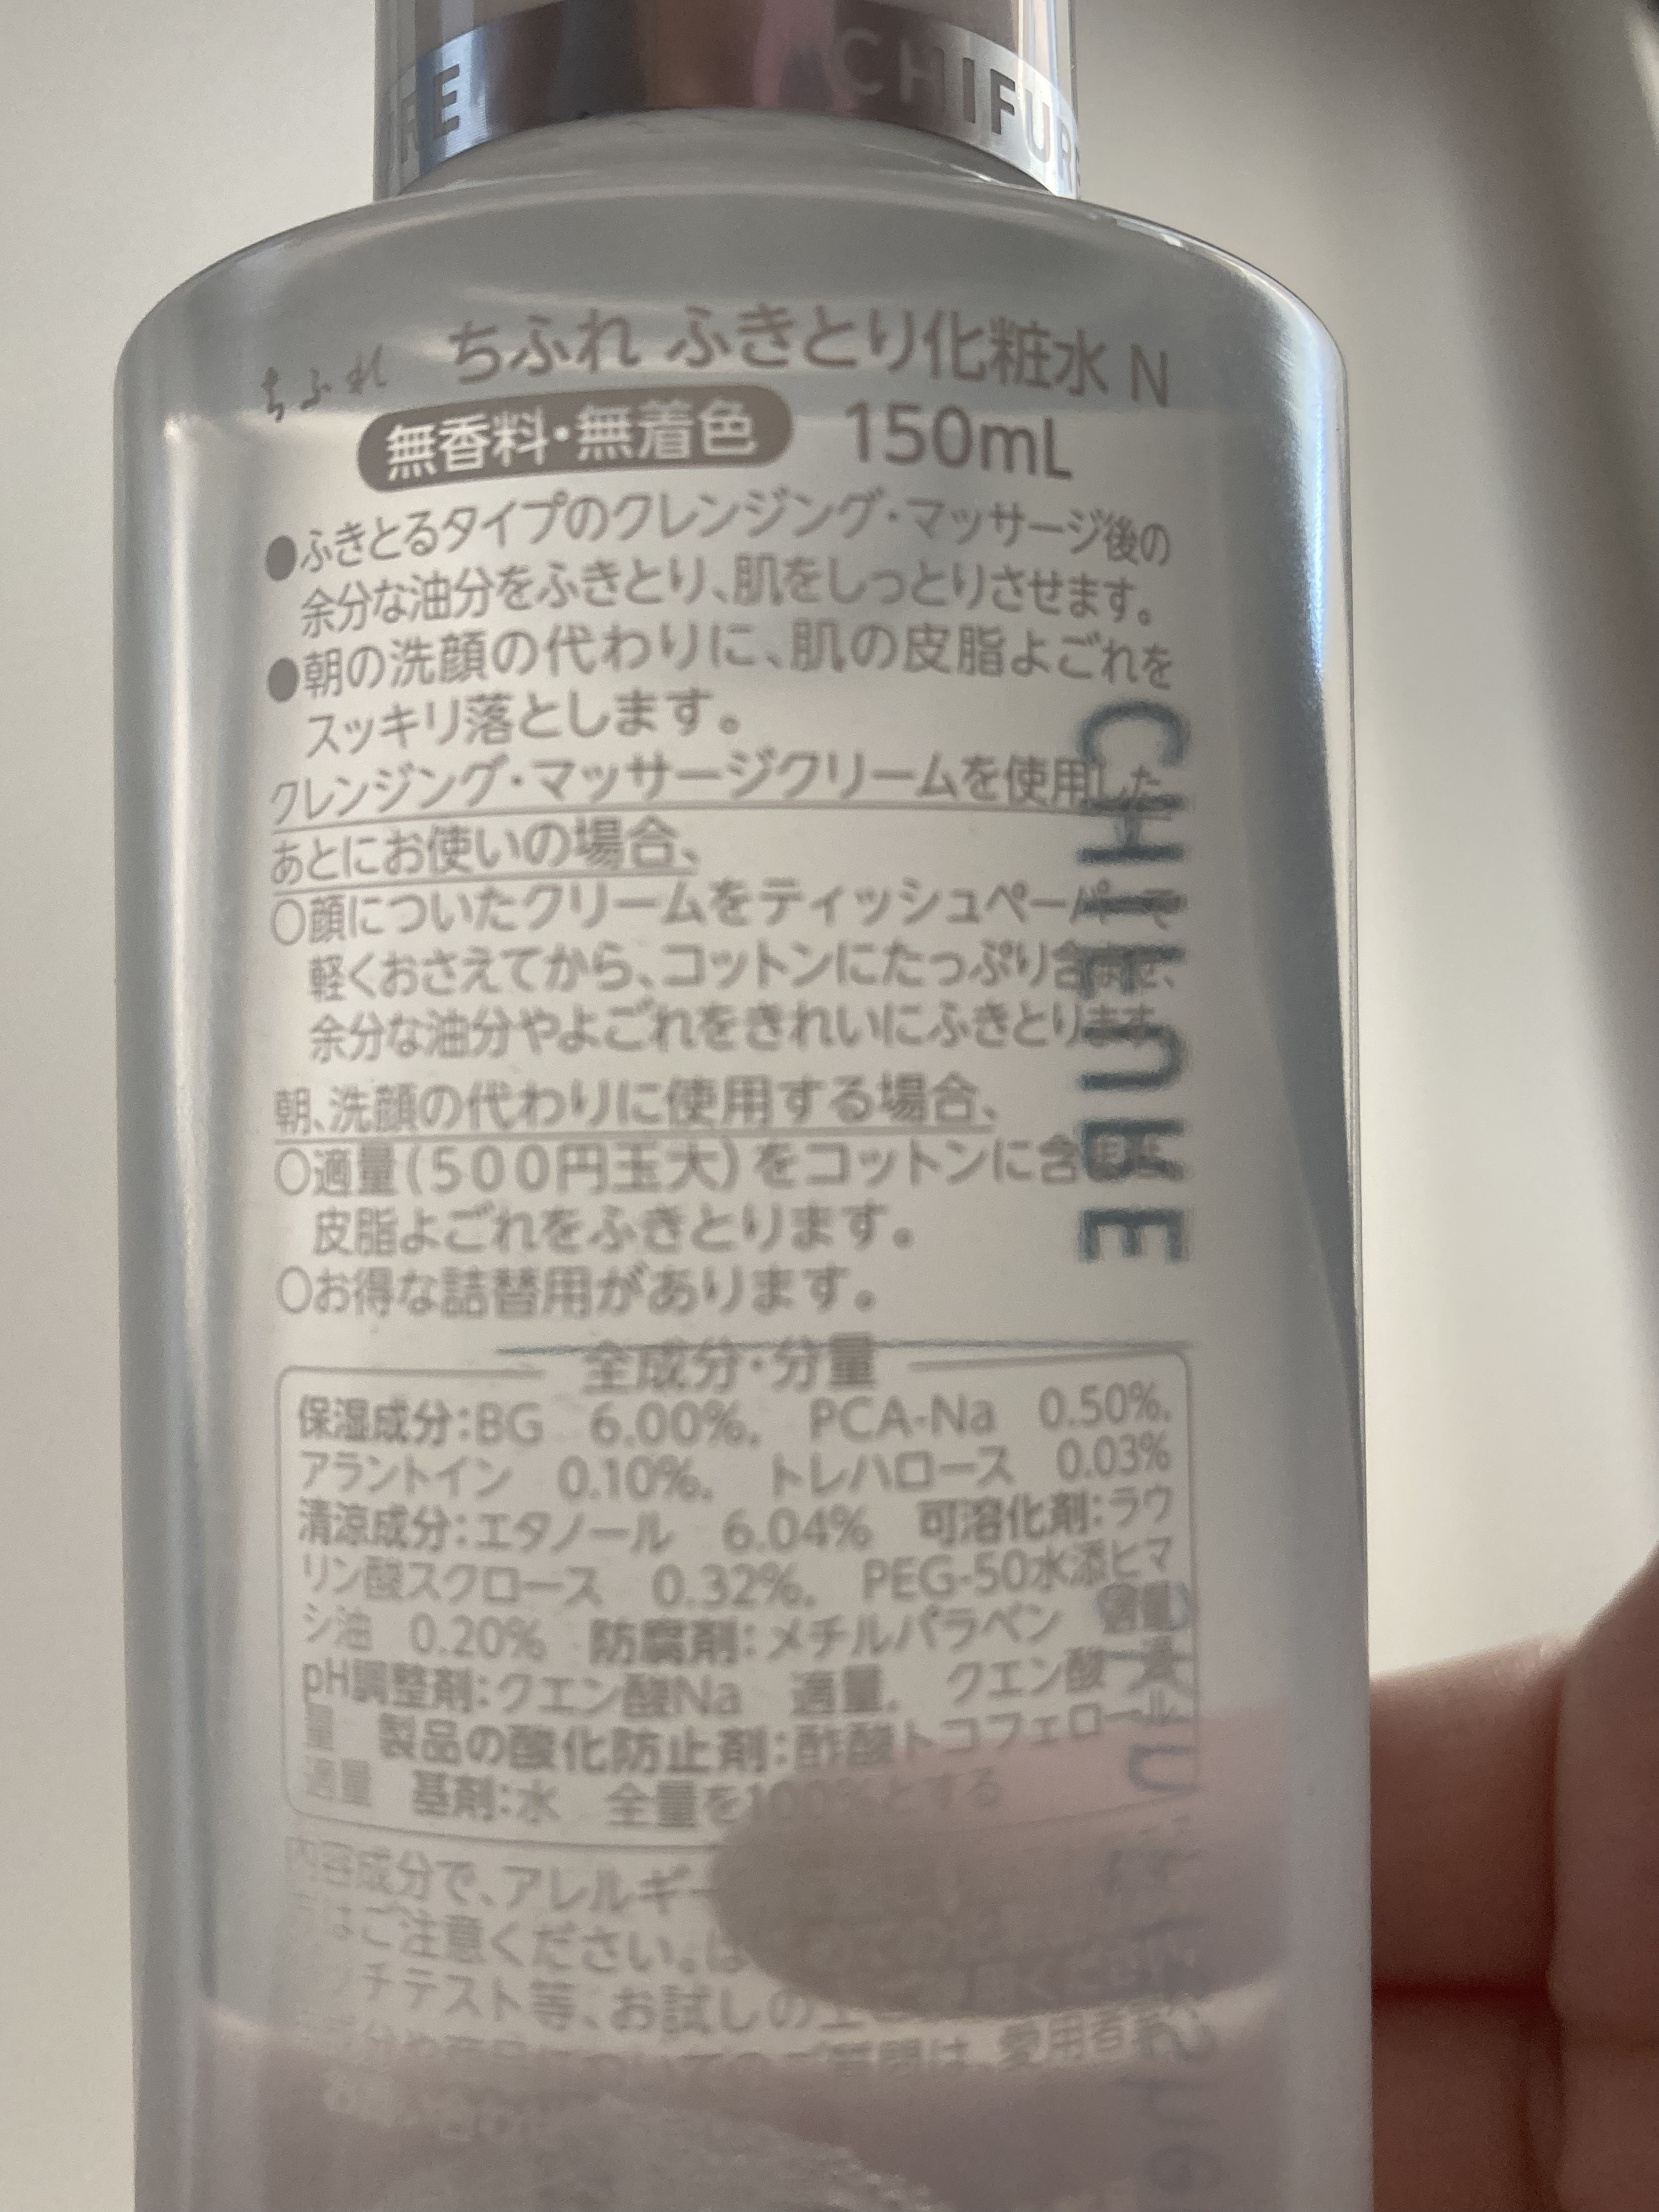 CHIFURE
ちふれ ちふれ ふきとり化粧水 N
無香料・無着色 150mL
●ふきとるタイプのクレンジング・マッサージ後の
余分な油分をふきとり、肌をしっとりさせます。
●朝の洗顔の代わりに、肌の皮脂よごれを
スッキリ落とします。
クレンジング・マッサージクリームを使用した
あとにお使いの場合、
○顔についたクリームをティッシュペーパーで
軽くおさえてから、コットンにたっぷり含ませ、
余分な油分やよごれをきれいにふきとります。
朝、洗顔の代わりに使用する場合、
○適量(500円玉大)をコットンに含ませ
皮脂よごれをふきとります。
○お得な詰替用があります。
全成分・分量
保湿成分:BG 6.00%. PCA-Na 0.50%.
アラントイン 0.10%. トレハロース 0.03%
清涼成分:エタノール 6.04% 可溶化剤:ラウ
リン酸スクロース 0.32%. PEG-50水添ヒマ
シ油 0.20% 防腐剤:メチルパラベン 適量
pH調整剤:クエン酸Na 適量. クエン酸 適
量 製品の酸化防止剤:酢酸トコフェロール
適量 基剤:水 全量を100%とする
内容成分で、アレルギー
はご注意ください。は
ッチテスト等、お試しの上
愛用者
CHIFURE